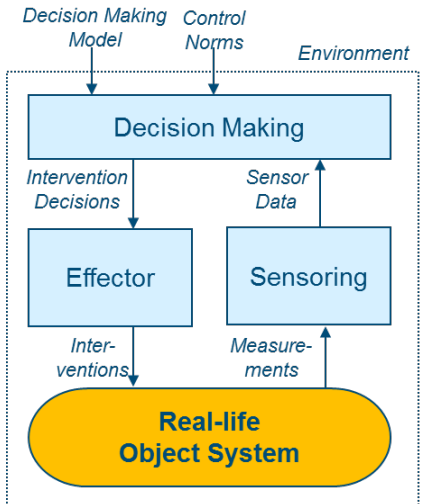 Decision Making
Model
Control
Norms
Environment
Decision Making
Intervention
Decisions
Sensor
Data
Effector
Sensoring
Inter-
ventions
Measure-
ments
Real-life
Object System